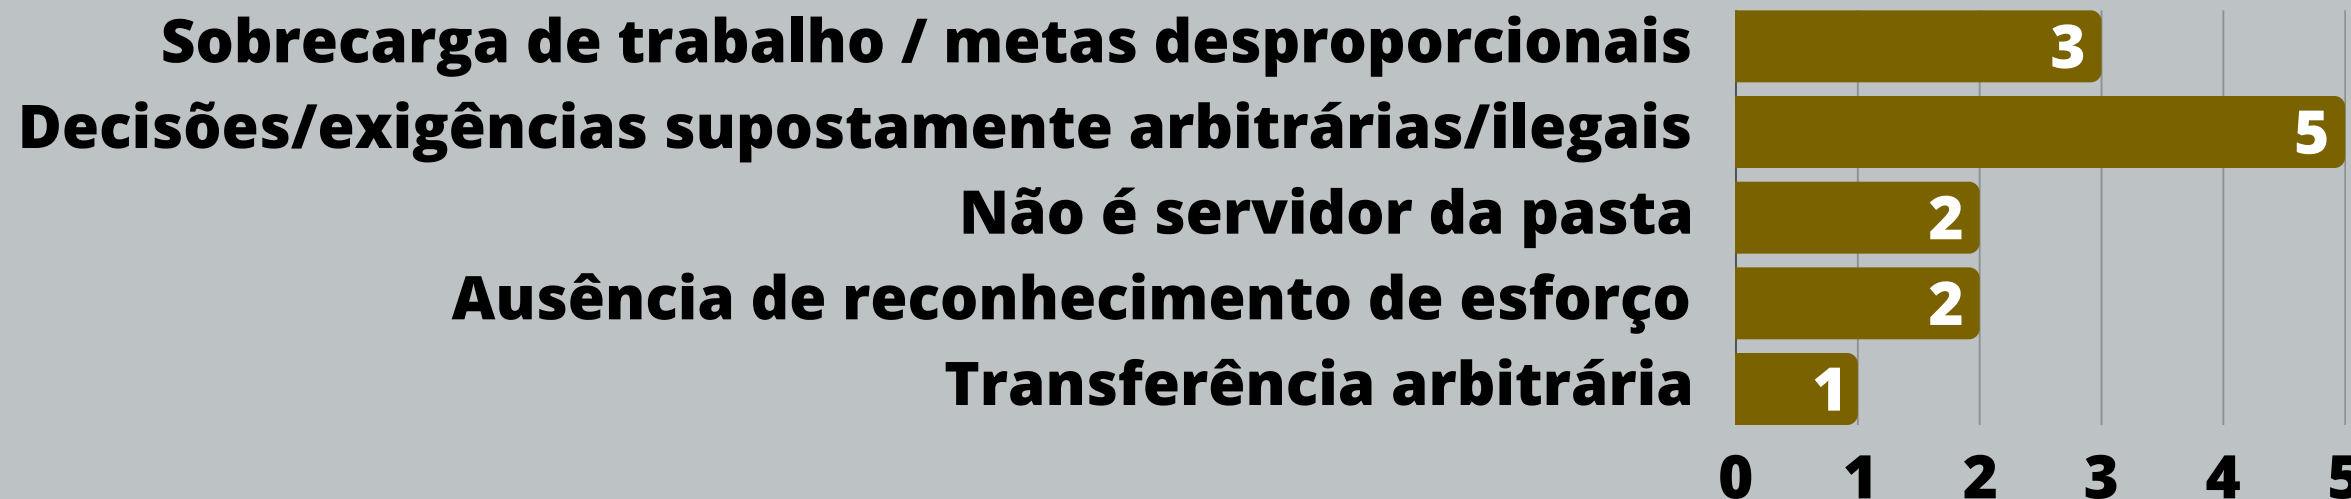 Sobrecarga de trabalho / metas desproporcionais 3
Decisões/exigências supostamente arbitrárias/ilegais 5
Não é servidor da pasta 2
Ausência de reconhecimento de esforço 2
Transferência arbitrária 1
0 1 2 3 4 5